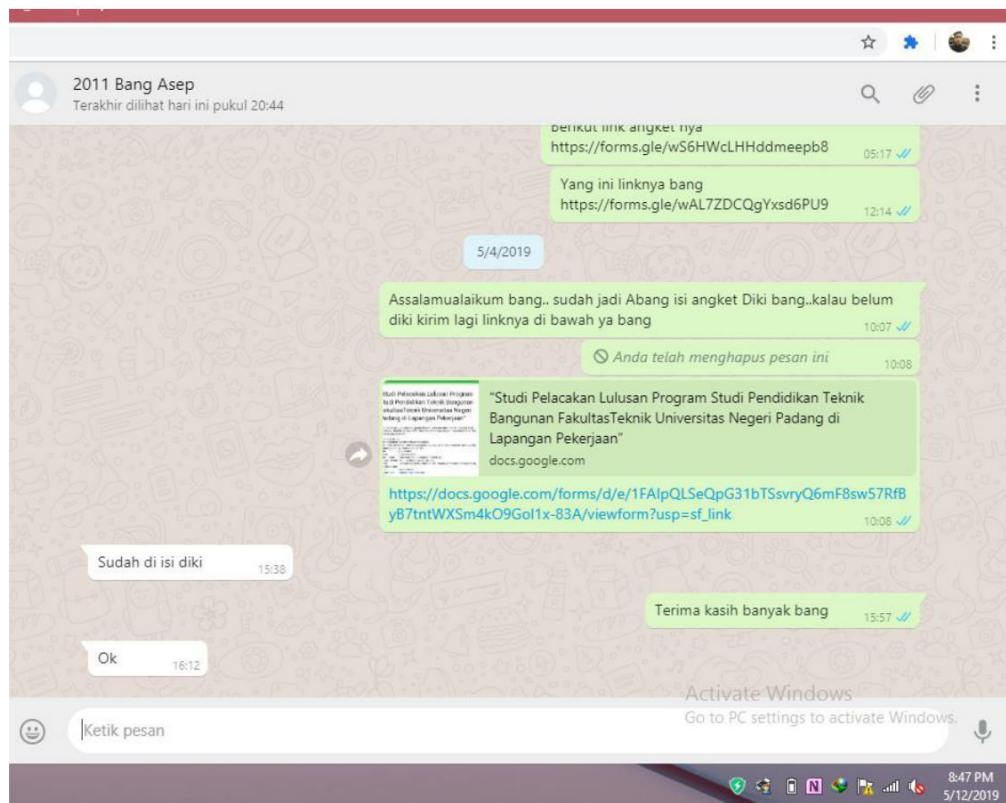 2011 Bang Asep
Terakhir dilihat hari ini pukul 20:44
Berikut link angket nya
https://forms.gle/wS6HWcLHHddmeepb8 05:17
Yang ini linknya bang
https://forms.gle/wAL7ZDCQgYxsd6PU9 12:14
5/4/2019
Assalamualaikum bang.. sudah jadi Abang isi angket Diki bang..kalau belum
diki kirim lagi linknya di bawah ya bang 10:07
Anda telah menghapus pesan ini 10:08
Studi Pelacakan Lulusan Program
"Studi Pelacakan Lulusan Program Studi Pendidikan Teknik
Bangunan FakultasTeknik Universitas Negeri Padang di
Lapangan Pekerjaan"
docs.google.com
https://docs.google.com/forms/d/e/1FAIpQLSeQpG31bTSsvryQ6mF8sw57RfB
yB7tntWXSm4kO9GoI1x-83A/viewform?usp=sf_link 10:08
Sudah di isi diki 15:38
Terima kasih banyak bang 15:57
Ok 16:12
Activate Windows
Go to PC settings to activate Windows.
Ketik pesan
8:47 PM
5/12/2019